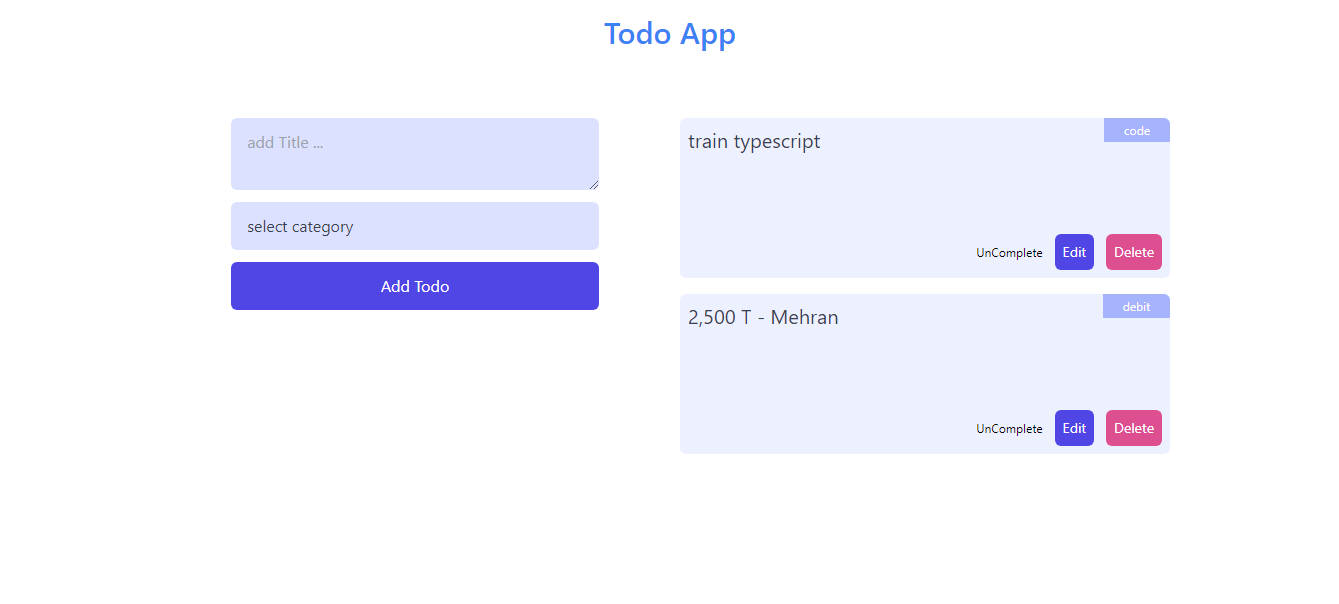 Todo App
add Title ...
select category
Add Todo
train typescript
code
UnComplete
Edit
Delete
2,500 T - Mehran
debit
UnComplete
Edit
Delete